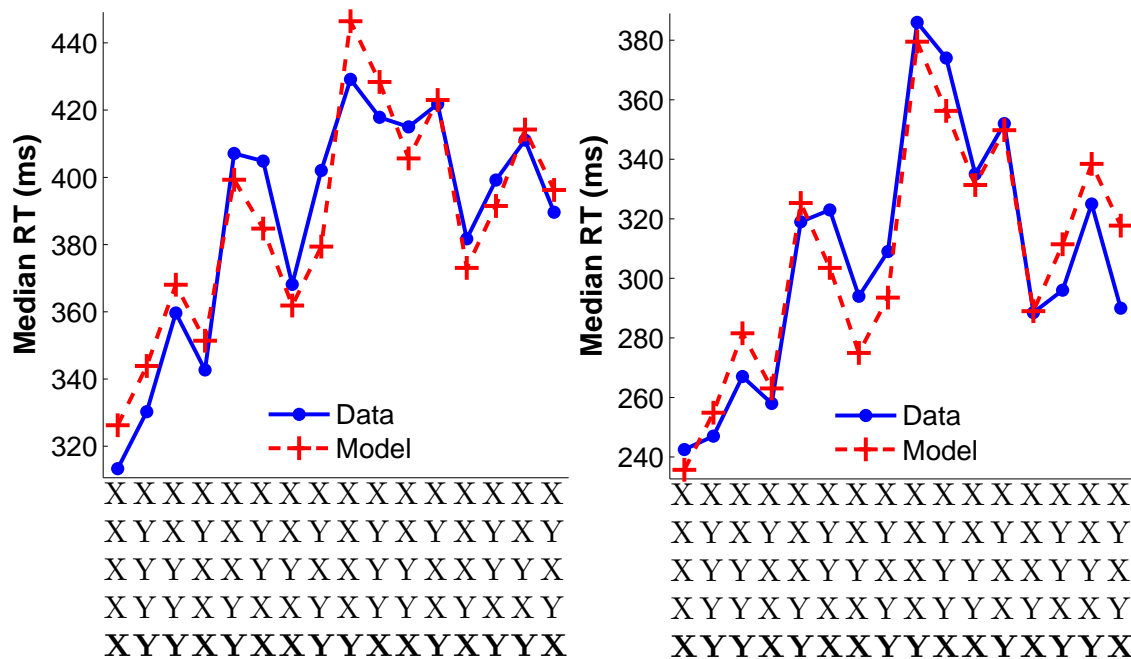 440
420
400
380
360
340
320
Median RT (ms)
Data
Model
X X X X X X X X X X X X X X X X
X Y X Y X Y X Y X Y X Y X Y X Y
X Y Y X X Y Y X X Y Y X X Y Y X
X Y Y X Y X X Y X Y Y X Y X X Y
X Y Y X Y X X Y Y X X Y X Y Y X
380
360
340
320
300
280
260
240
Median RT (ms)
Data
Model
X X X X X X X X X X X X X X X X
X Y X Y X Y X Y X Y X Y X Y X Y
X Y Y X X Y Y X X Y Y X X Y Y X
X Y Y X Y X X Y X Y Y X Y X X Y
X Y Y X Y X X Y Y X X Y X Y Y X